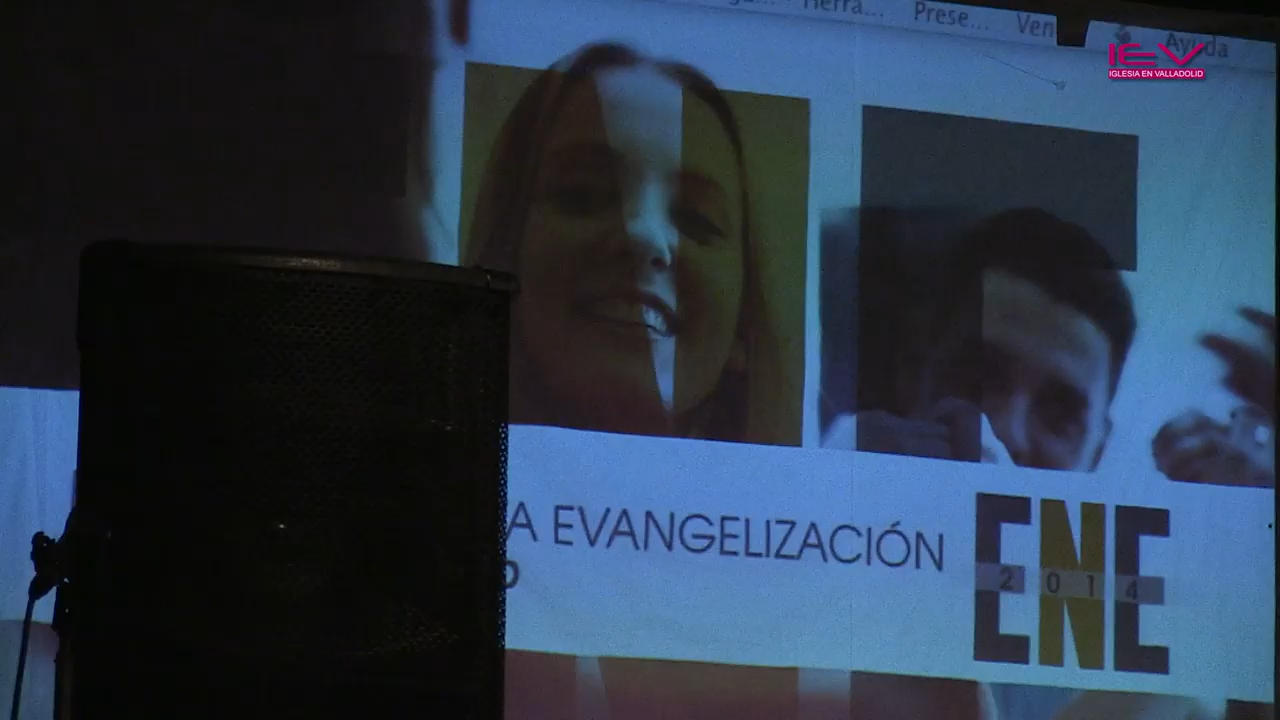 Herra... Prese... Ven Ayuda
IEV
IGLESIA EN VALLADOLID
A EVANGELIZACIÓN
ENE
2014